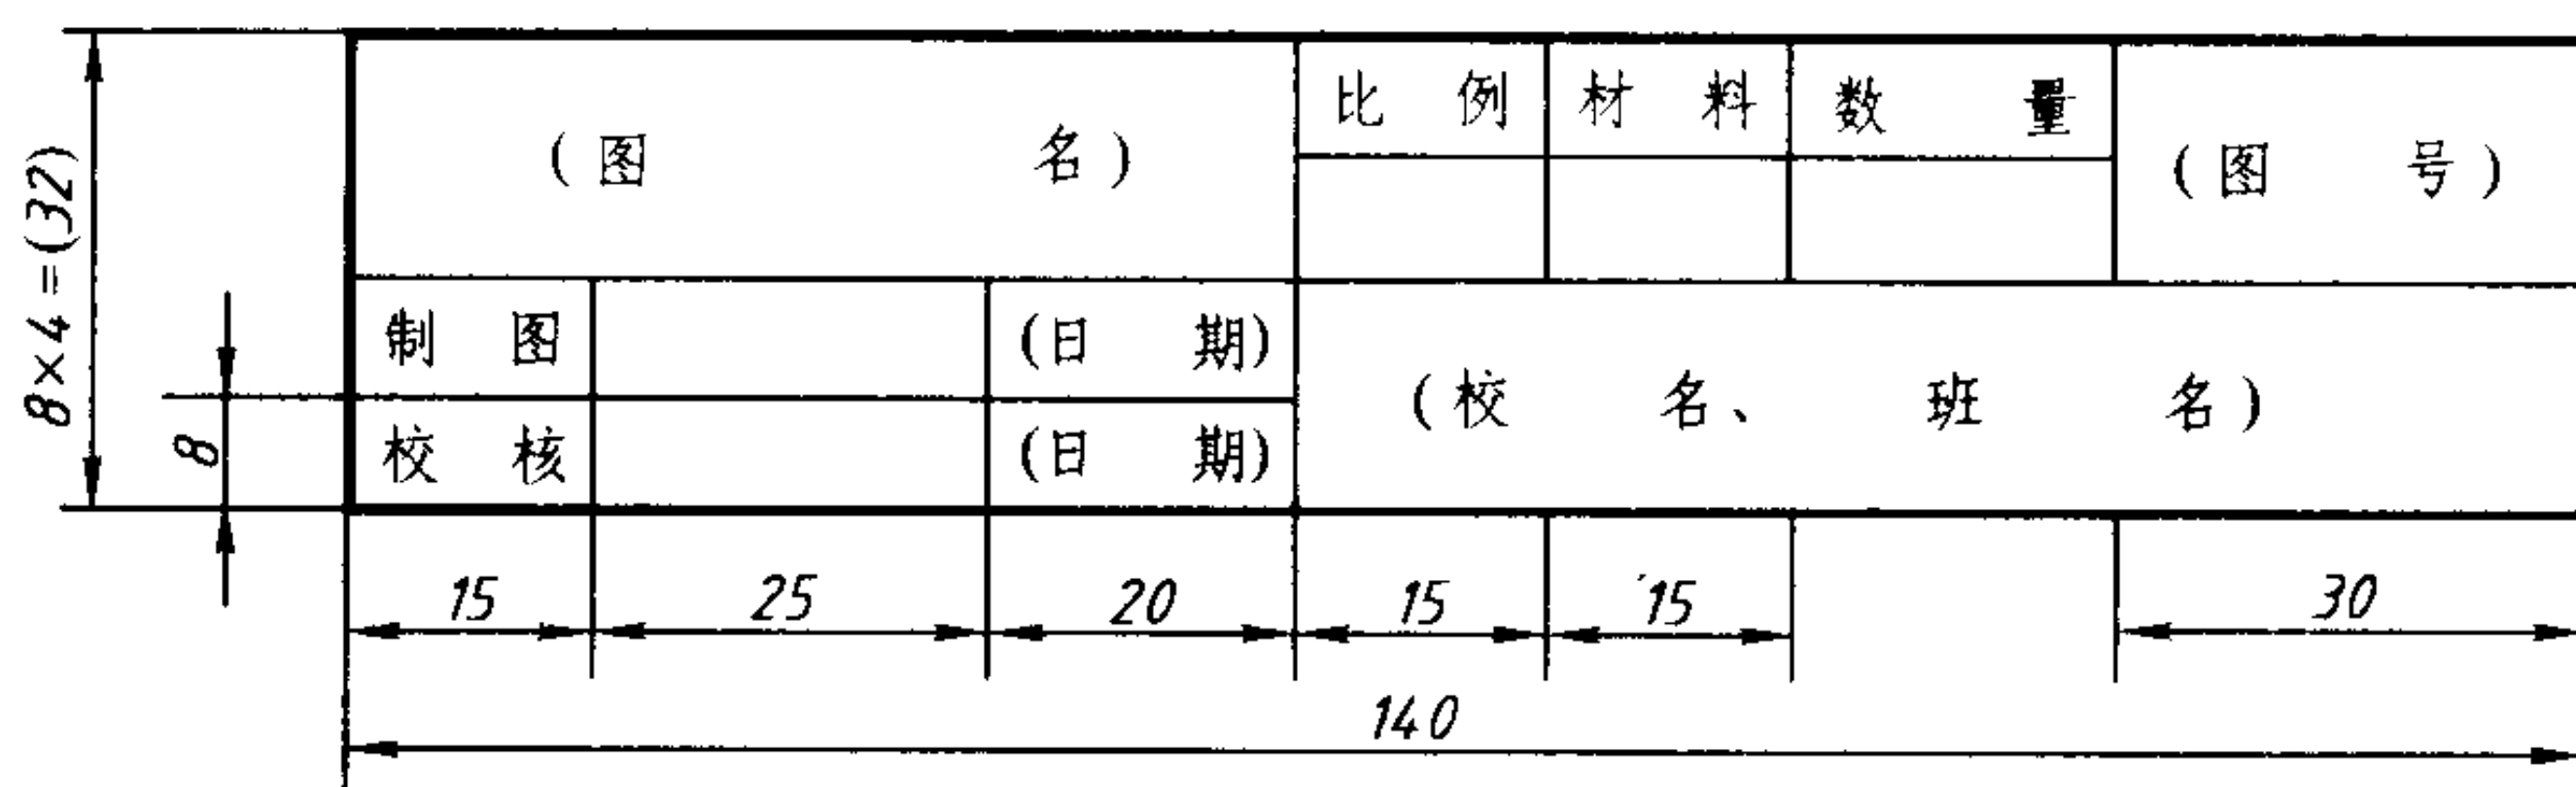 (图 名) 比 例 材 料 数 量 (图 号)
制 图 (日 期)
校 核 (日 期)
(校 名、 班 名)
8×4=(32)
8
15 25 20 15 15 30
140